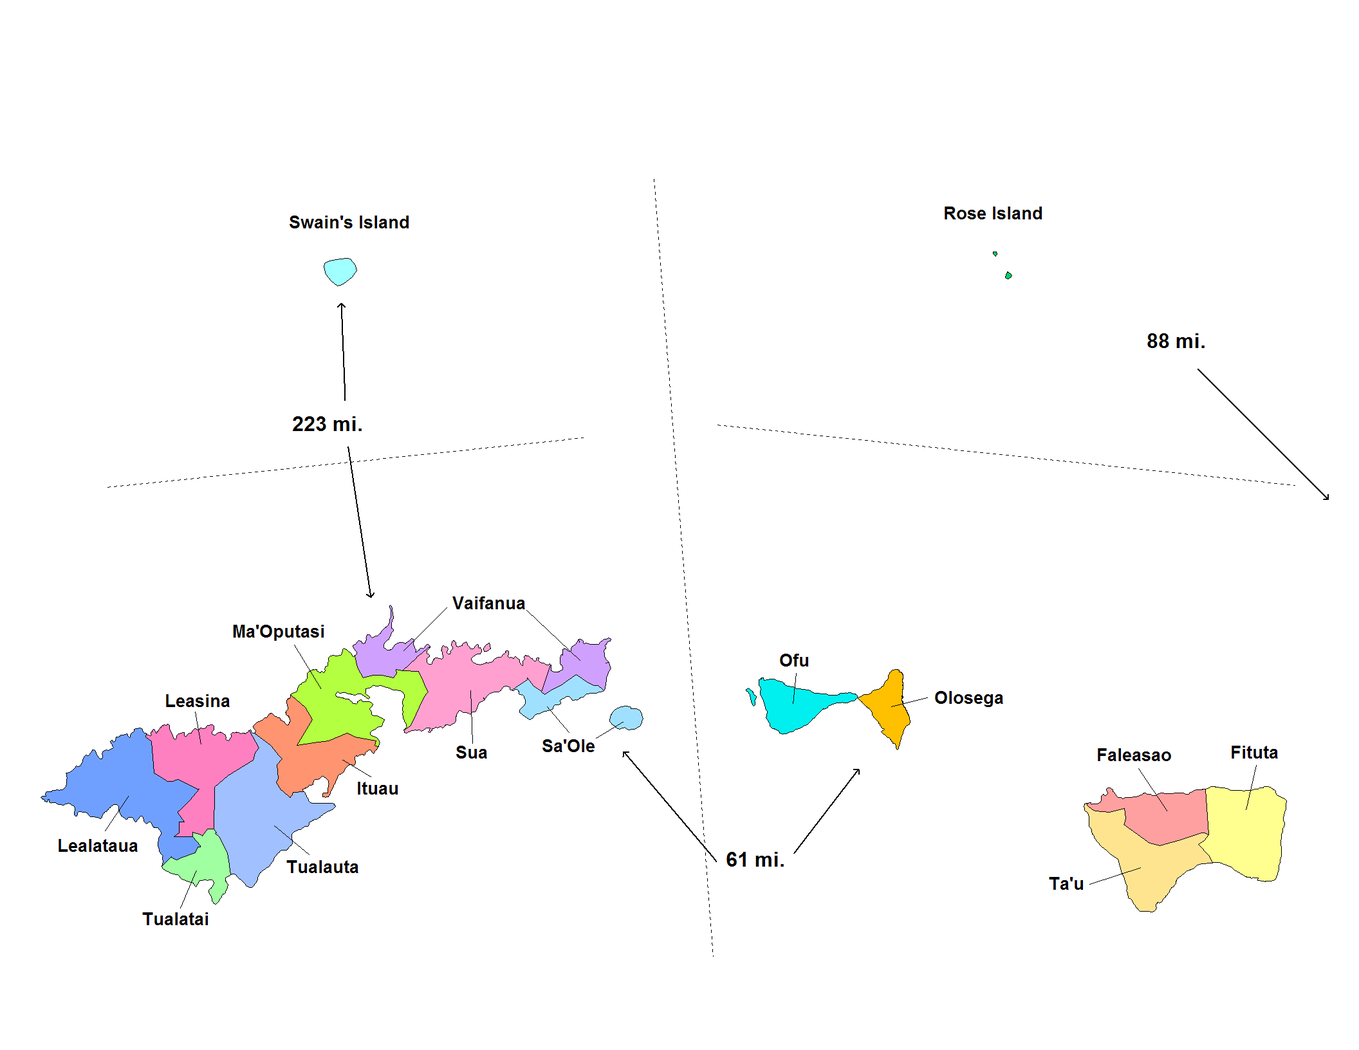 Swain's Island
Rose Island
88 mi.
223 mi.
Vaifanua
Ma'Oputasi
Ofu
Leasina
Olosega
Sua
Sa'Ole
Faleasao
Fituta
Ituau
Lealataua
61 mi.
Tualauta
Ta'u
Tualatai